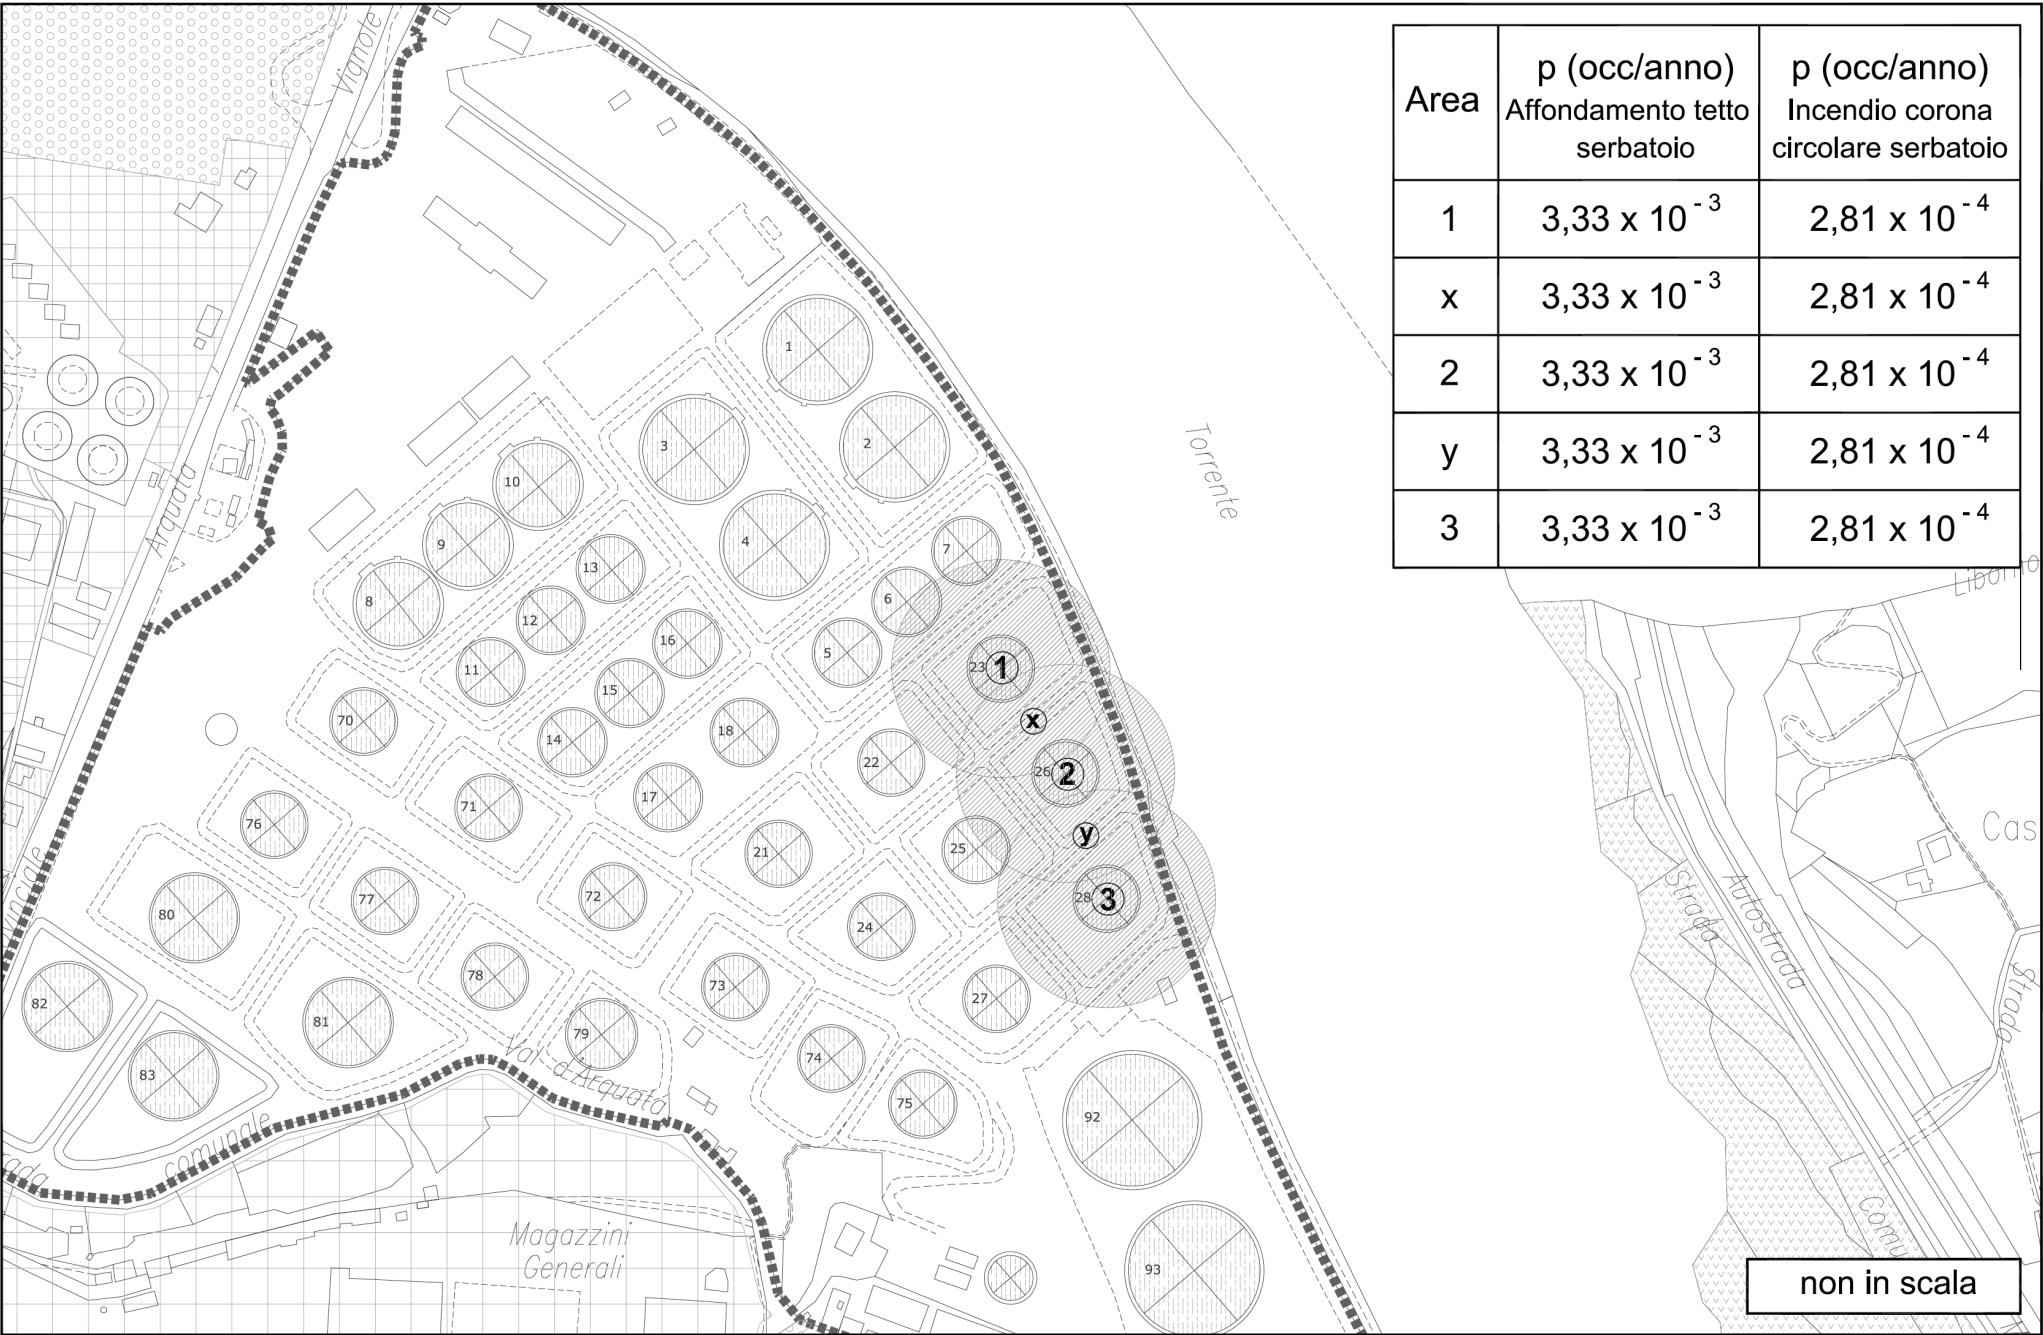 Area
p (occ/anno)
Affondamento tetto
serbatoio
p (occ/anno)
Incendio corona
circolare serbatoio
1 3,33 x 10 - 3 2,81 x 10 - 4
x 3,33 x 10 - 3 2,81 x 10 - 4
2 3,33 x 10 - 3 2,81 x 10 - 4
y 3,33 x 10 - 3 2,81 x 10 - 4
3 3,33 x 10 - 3 2,81 x 10 - 4
Vignole
Arquata
Torrente
1
2
3
4
10
9
8
13
12
11
7
6
5
16
15
14
23
1
x
26
2
y
28
3
18
17
22
21
25
24
27
70
71
72
73
74
75
76
77
78
79
80
81
82
83
92
93
Val d'Arquata
comunale
Magazzini
Generali
Strada
Autostrada
Strada
Cas
non in scala